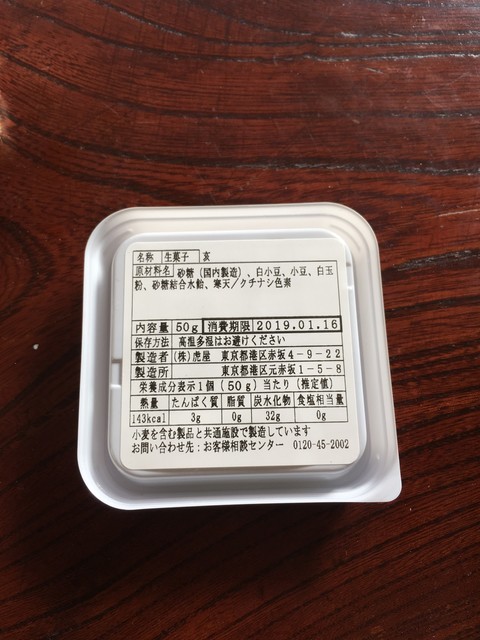 名称 生菓子 亥
原材料名 砂糖（国内製造）、白小豆、小豆、白玉
粉、砂糖結合水飴、寒天／クチナシ色素
内容量 50g 消費期限 2019.01.16
保存方法 高温多湿はお避けください
製造者 （株）虎屋 東京都港区赤坂4-9-22
製造所 東京都港区元赤坂1-5-8
栄養成分表示1個（50g）当たり（推定値）
熱量 たんぱく質 脂質 炭水化物 食塩相当量
143kcal 3g 0g 32g 0g
小麦を含む製品と共通施設で製造しています
お問い合わせ先：お客様相談センター 0120-45-2002